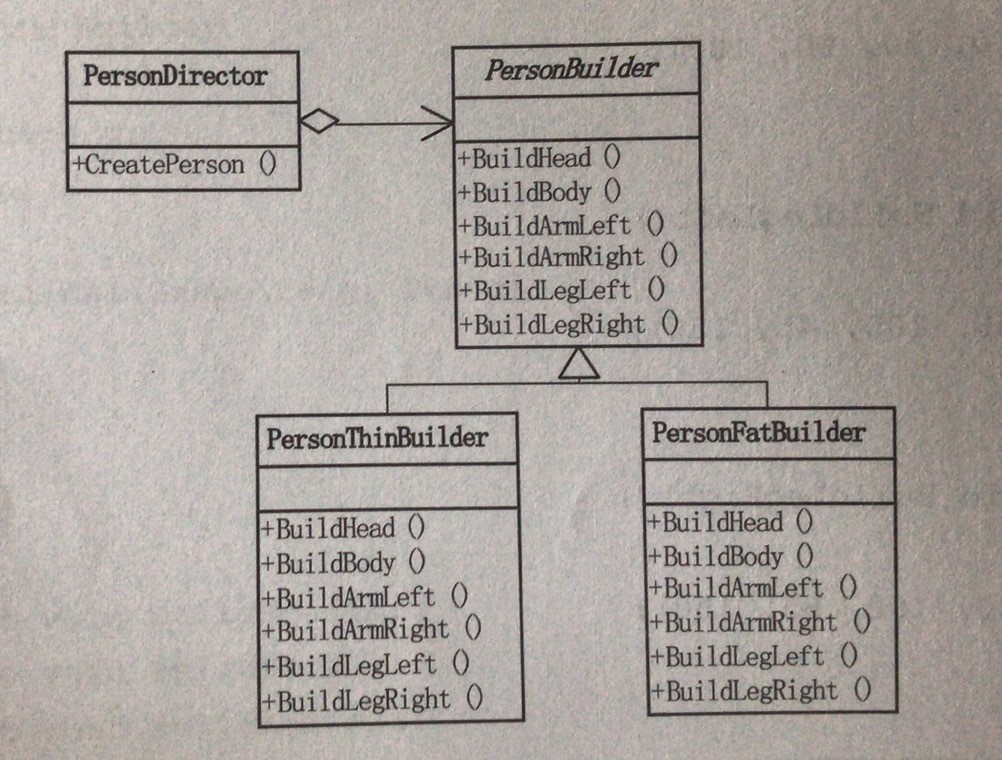 PersonDirector
+CreatePerson ()
PersonBuilder
+BuildHead ()
+BuildBody ()
+BuildArmLeft ()
+BuildArmRight ()
+BuildLegLeft ()
+BuildLegRight ()
PersonThinBuilder
+BuildHead ()
+BuildBody ()
+BuildArmLeft ()
+BuildArmRight ()
+BuildLegLeft ()
+BuildLegRight ()
PersonFatBuilder
+BuildHead ()
+BuildBody ()
+BuildArmLeft ()
+BuildArmRight ()
+BuildLegLeft ()
+BuildLegRight ()